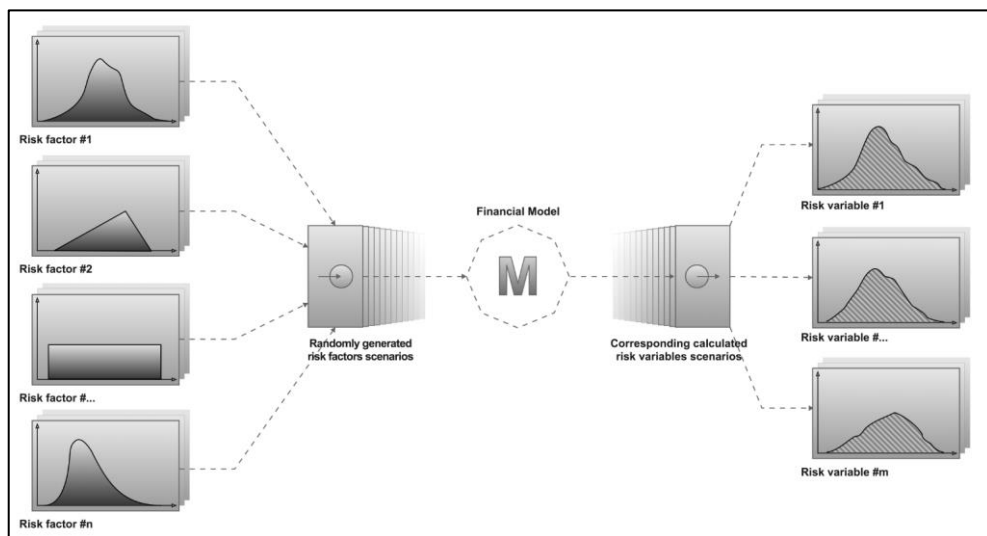 Risk factor #1
Risk factor #2
Risk factor #...
Risk factor #n
Randomly generated
risk factors scenarios
Financial Model
M
Corresponding calculated
risk variables scenarios
Risk variable #1
Risk variable #...
Risk variable #m